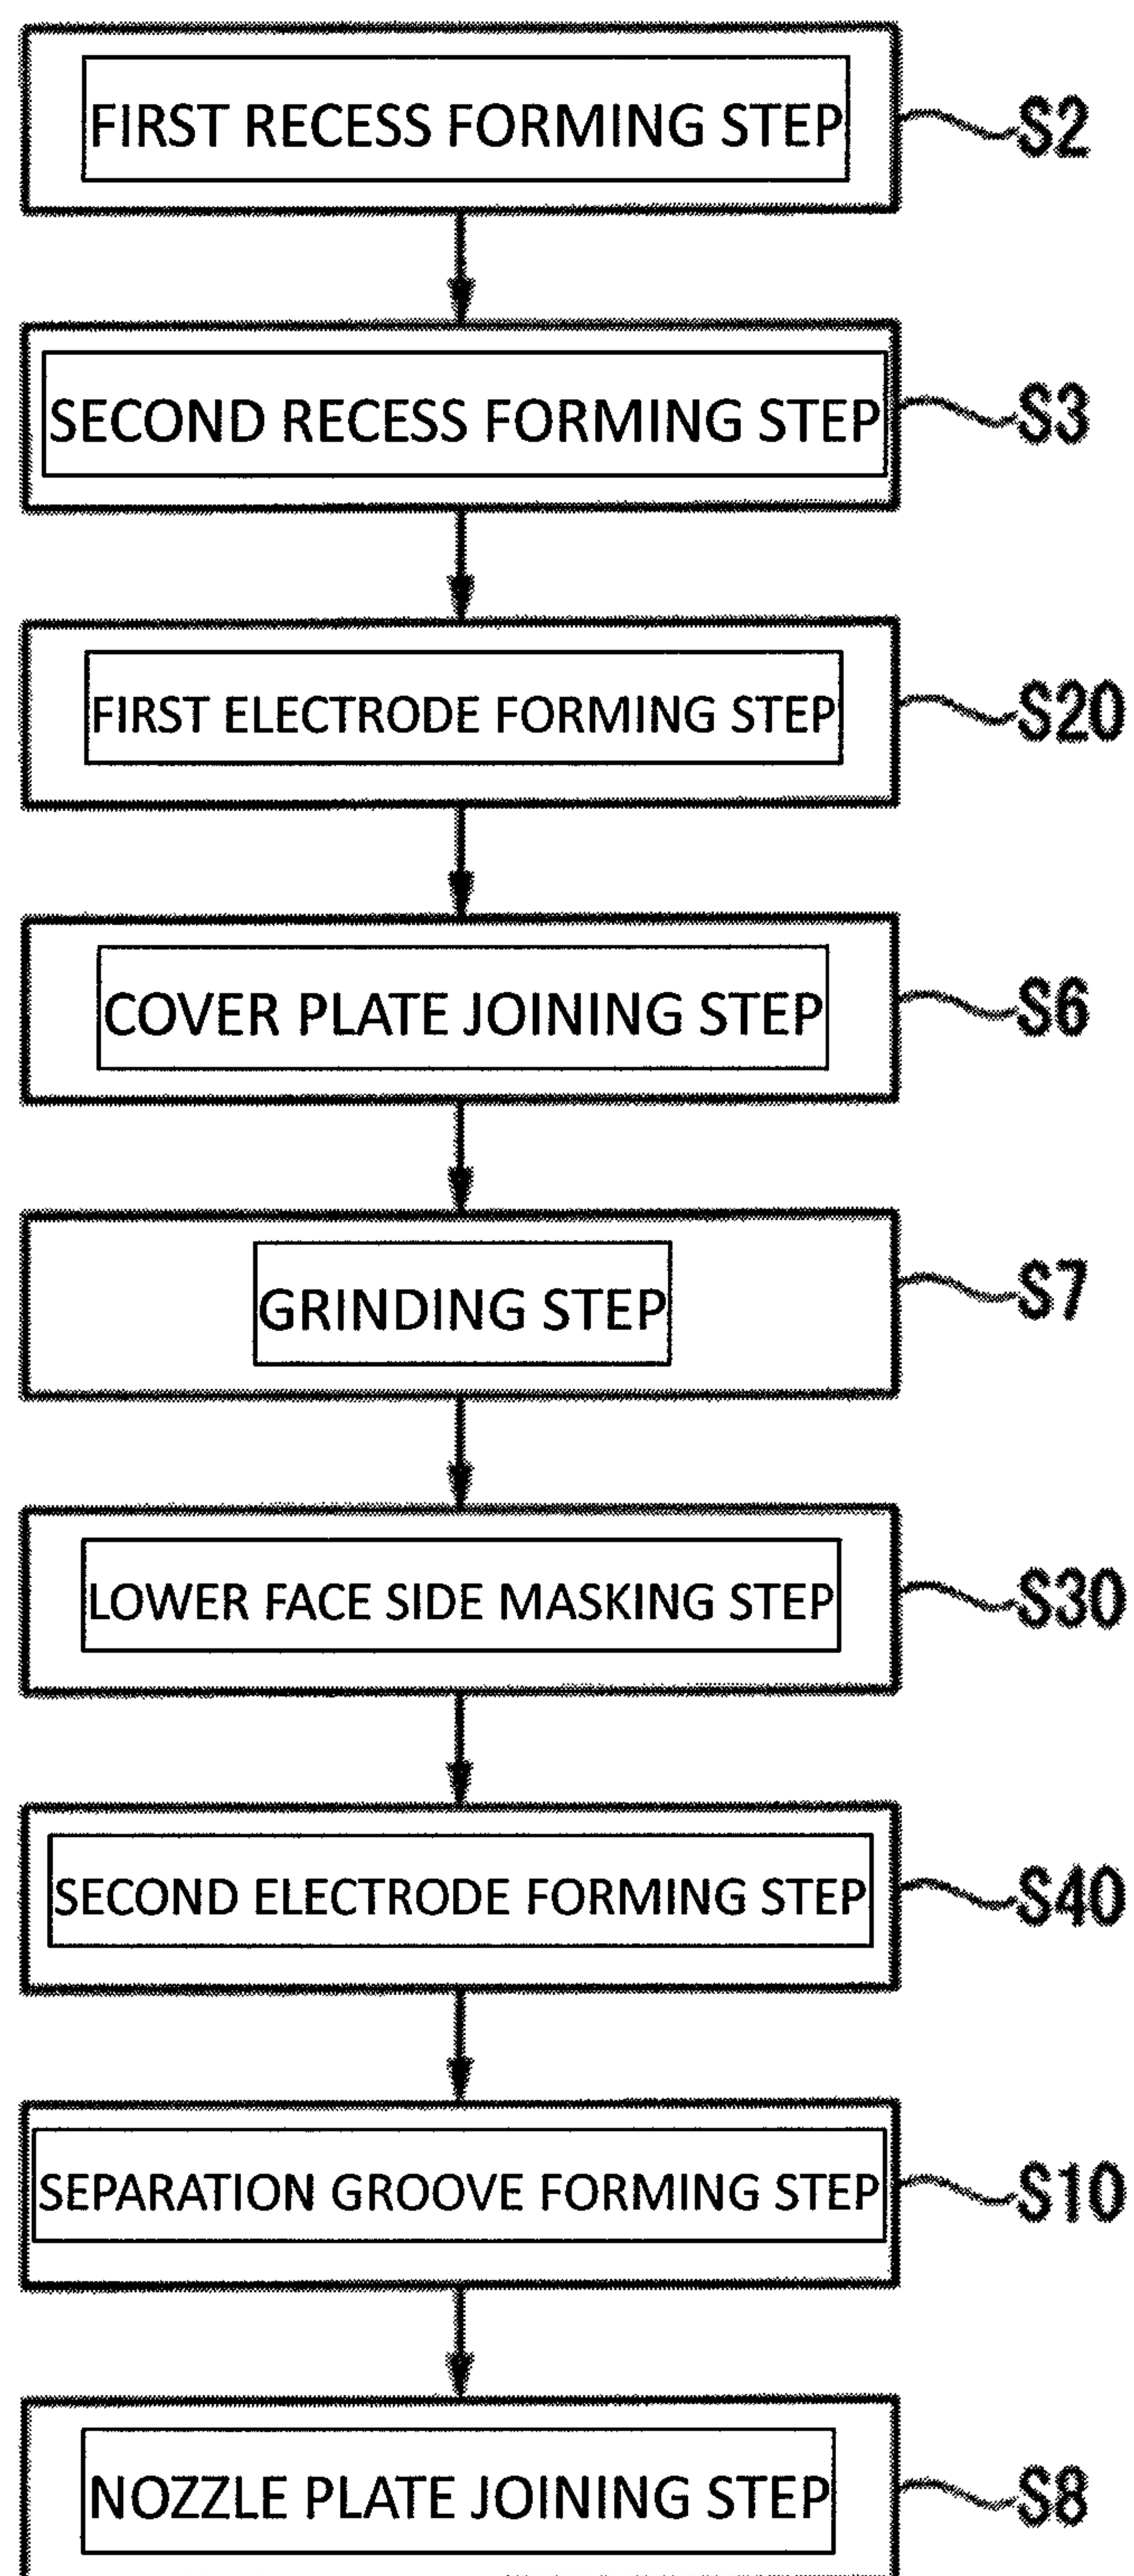 FIRST RECESS FORMING STEP S2
SECOND RECESS FORMING STEP S3
FIRST ELECTRODE FORMING STEP S20
COVER PLATE JOINING STEP S6
GRINDING STEP S7
LOWER FACE SIDE MASKING STEP S30
SECOND ELECTRODE FORMING STEP S40
SEPARATION GROOVE FORMING STEP S10
NOZZLE PLATE JOINING STEP S8